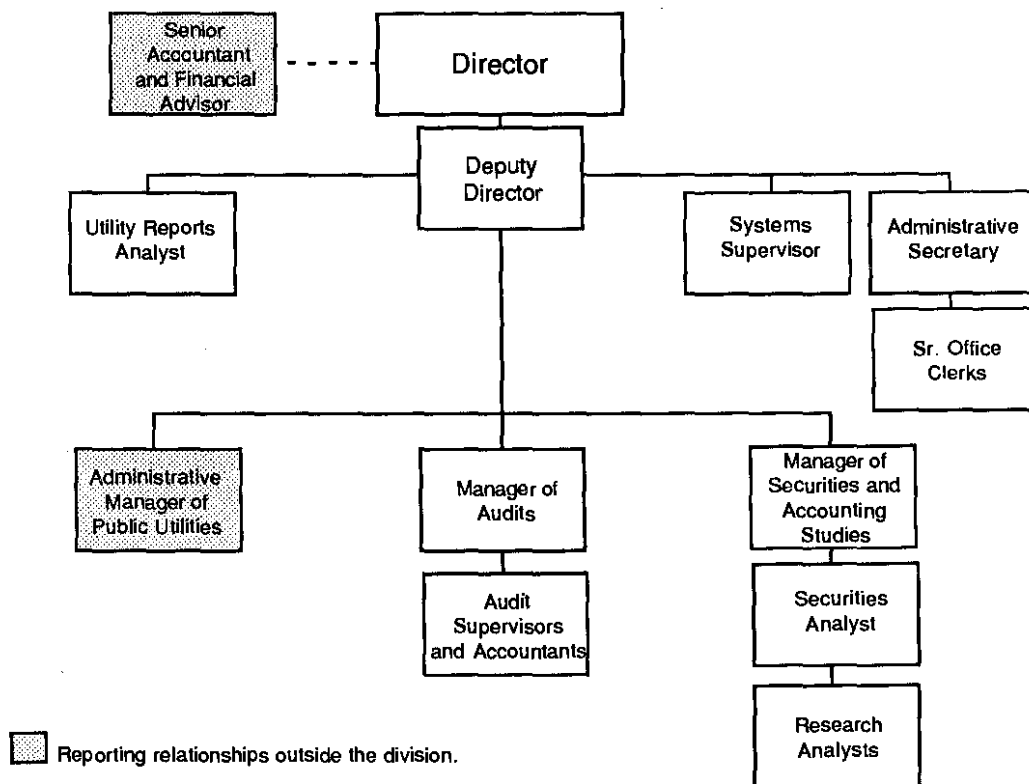 Senior
Accountant
and Financial
Advisor
Director
Deputy
Director
Utility Reports
Analyst
Systems
Supervisor
Administrative
Secretary
Sr. Office
Clerks
Administrative
Manager of
Public Utilities
Manager of
Audits
Manager of
Securities and
Accounting
Studies
Audit
Supervisors
and Accountants
Securities
Analyst
Research
Analysts
Reporting relationships outside the division.